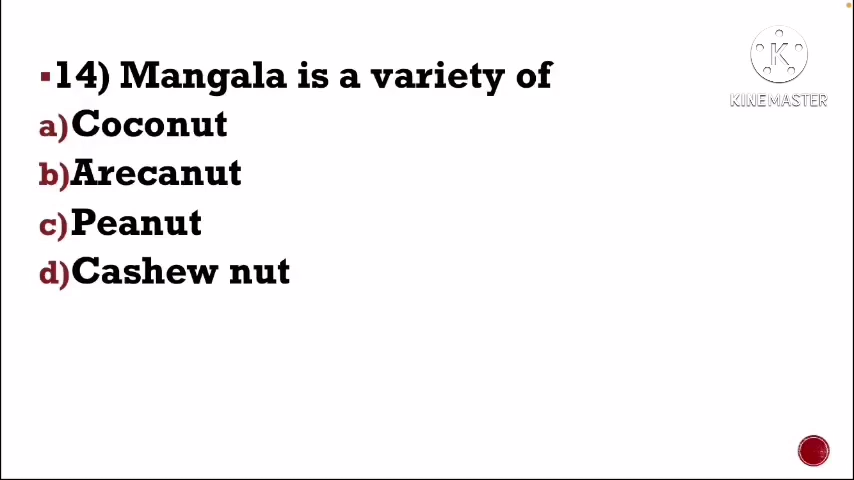 ▪14) Mangala is a variety of
a)Coconut
b)Arecanut
c)Peanut
d)Cashew nut
K
KINEMASTER